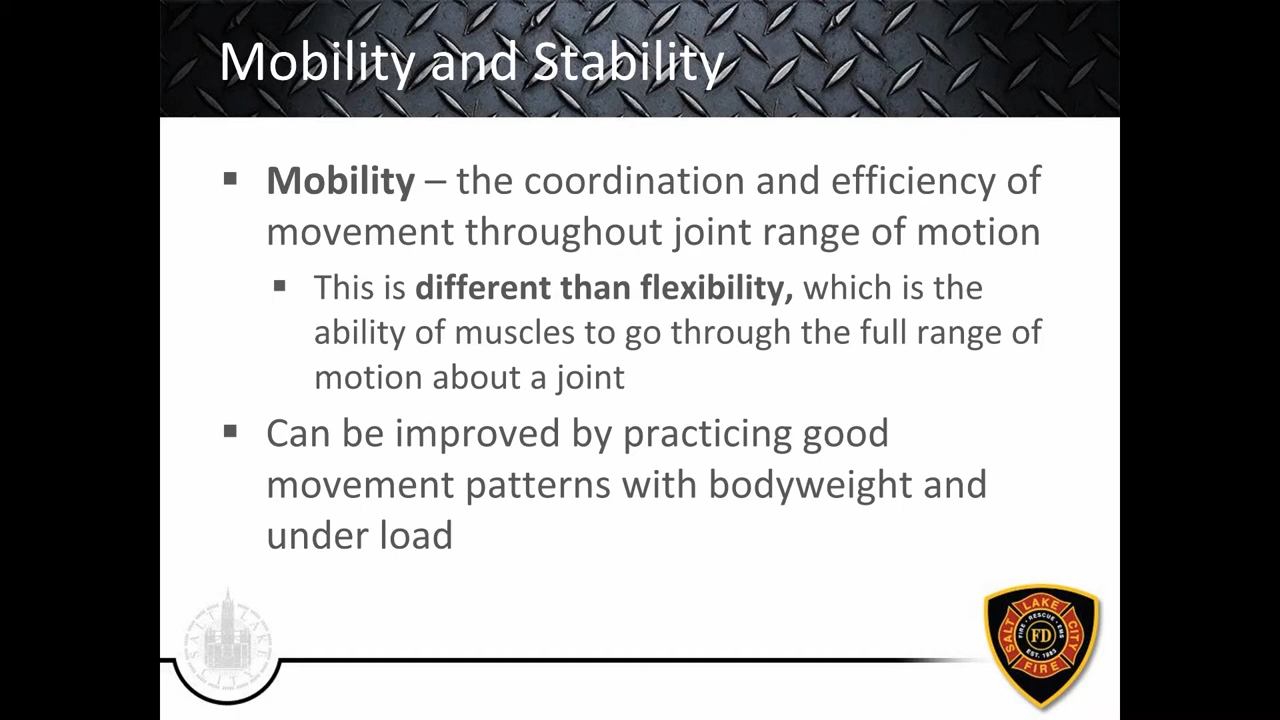 Mobility and Stability
▪ Mobility – the coordination and efficiency of
movement throughout joint range of motion
▪ This is different than flexibility, which is the
ability of muscles to go through the full range of
motion about a joint
▪ Can be improved by practicing good
movement patterns with bodyweight and
under load
SALT LAKE CITY
SALT LAKE CITY
FIRE • RESCUE • EMS
FD
EST. 1883
FIRE